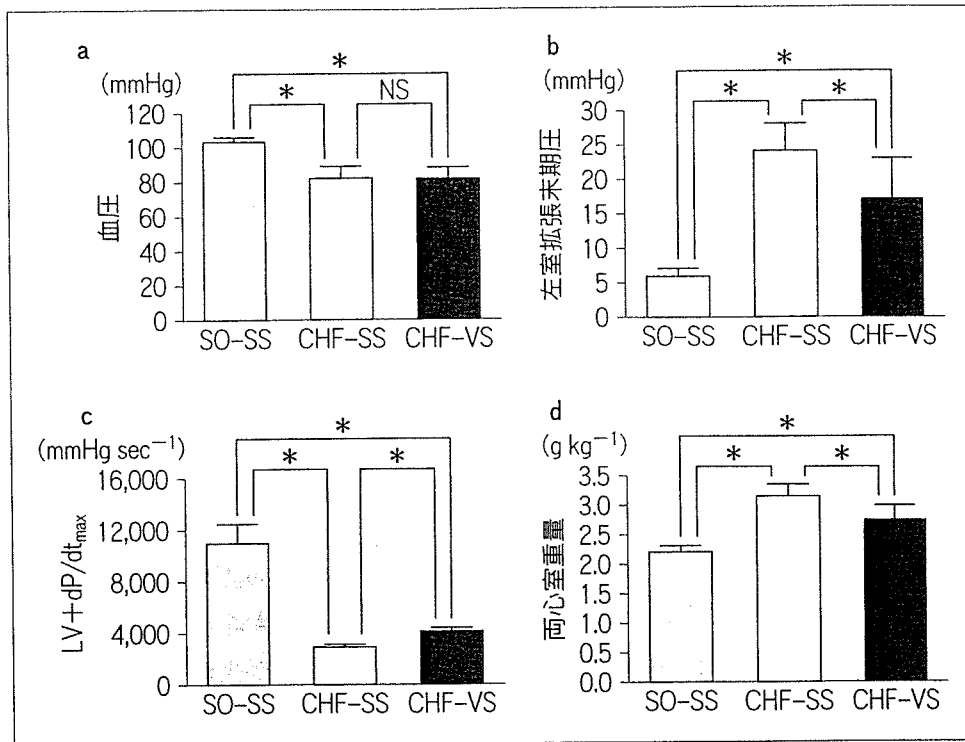 a
(mmHg)
*
*
NS
120
100
80
60
40
20
0
血圧
SO-SS CHF-SS CHF-VS
b
(mmHg)
*
*
*
30
25
20
15
10
5
0
左室拡張末期圧
SO-SS CHF-SS CHF-VS
c
(mmHg sec⁻¹)
*
*
*
16,000
12,000
8,000
4,000
0
LV+dP/dtmax
SO-SS CHF-SS CHF-VS
d
(g kg⁻¹)
*
*
*
3.5
3.0
2.5
2.0
1.5
1.0
0.5
0.0
両心室重量
SO-SS CHF-SS CHF-VS